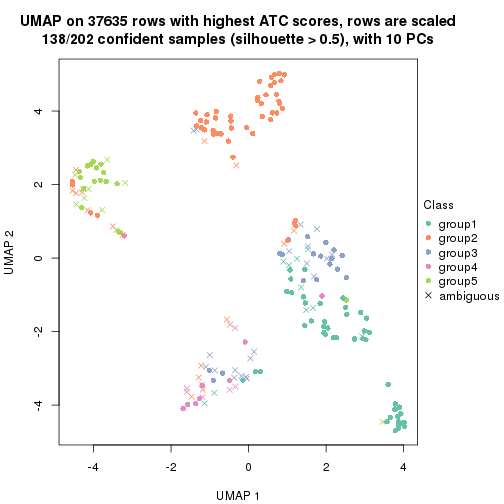 UMAP on 37635 rows with highest ATC scores, rows are scaled
138/202 confident samples (silhouette > 0.5), with 10 PCs
4
2
0
-2
-4
UMAP 2
-4
-2
0
2
4
UMAP 1
Class
group1
group2
group3
group4
group5
ambiguous